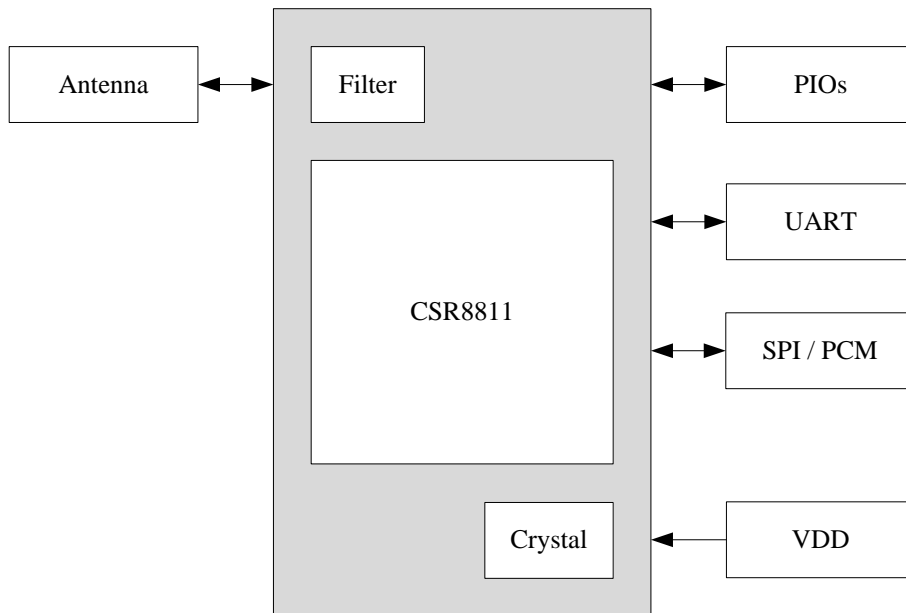 Antenna
Filter
PIOs
UART
CSR8811
SPI / PCM
Crystal
VDD